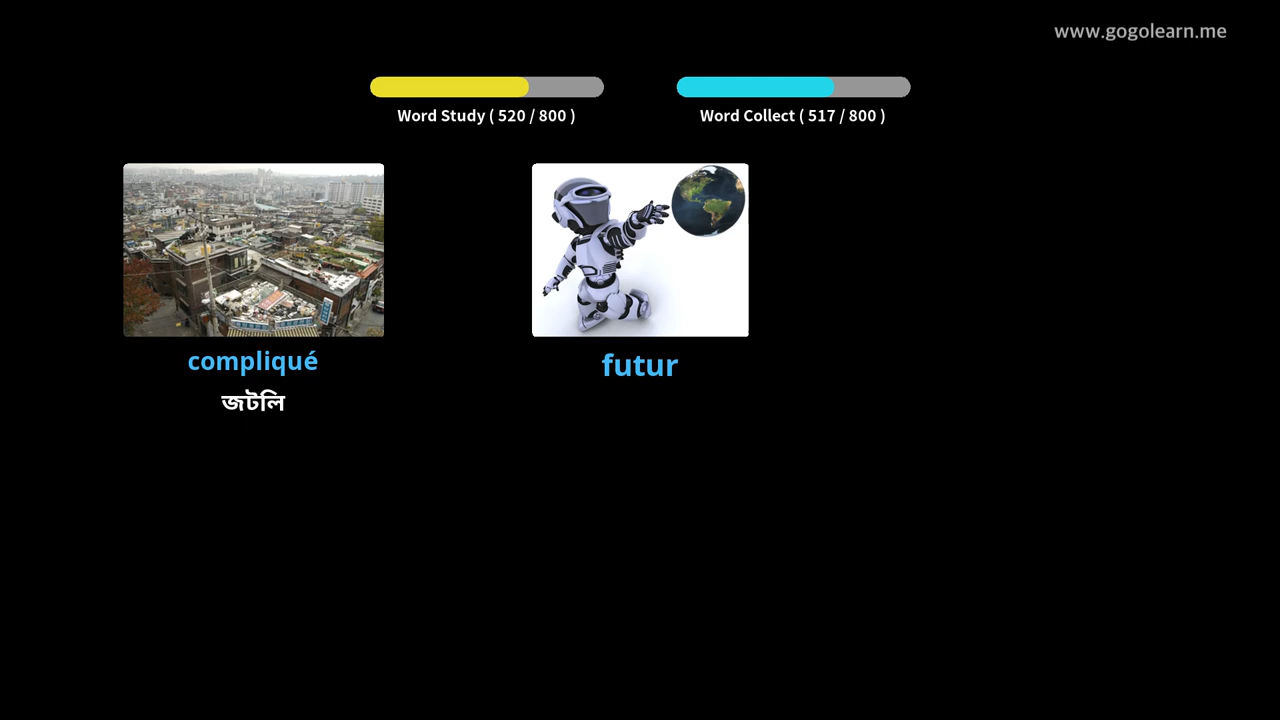 www.gogolearn.me
Word Study ( 520 / 800 )
Word Collect ( 517 / 800 )
compliqué
জটলি
futur